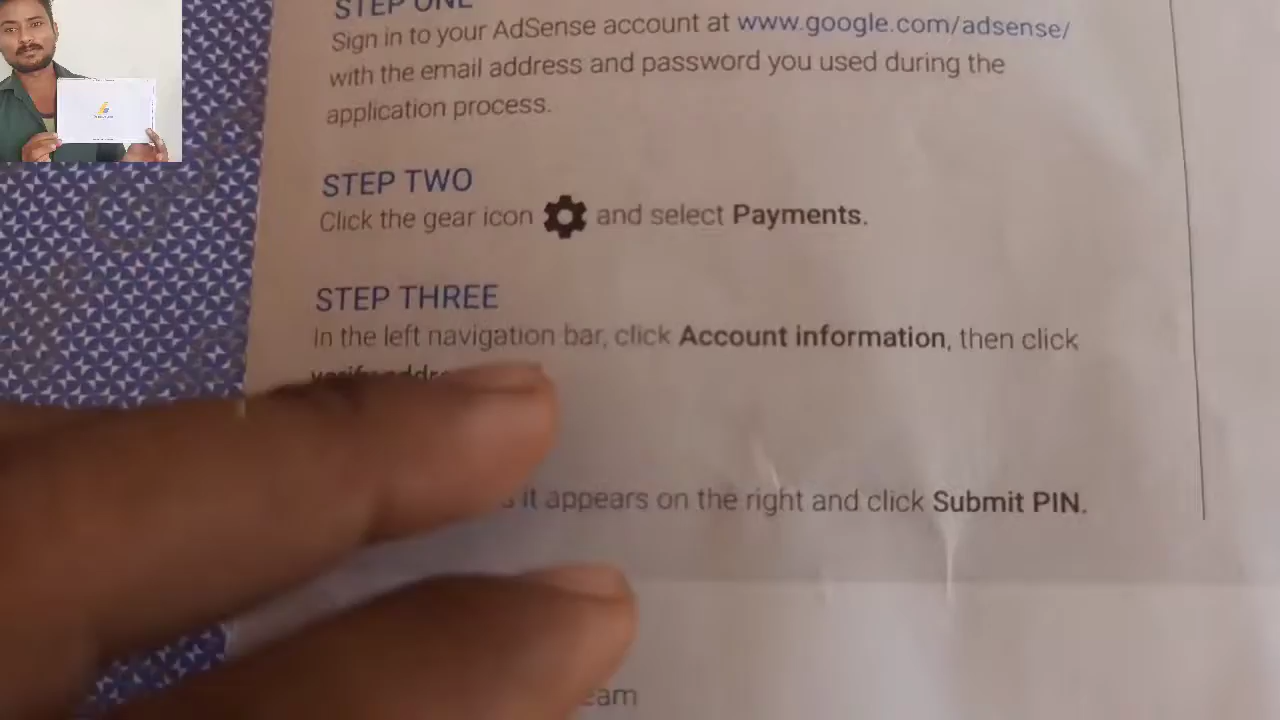 STEP ONE
Sign in to your AdSense account at www.google.com/adsense/
with the email address and password you used during the
application process.
STEP TWO
Click the gear icon and select Payments.
STEP THREE
In the left navigation bar, click Account information, then click
it appears on the right and click Submit PIN.